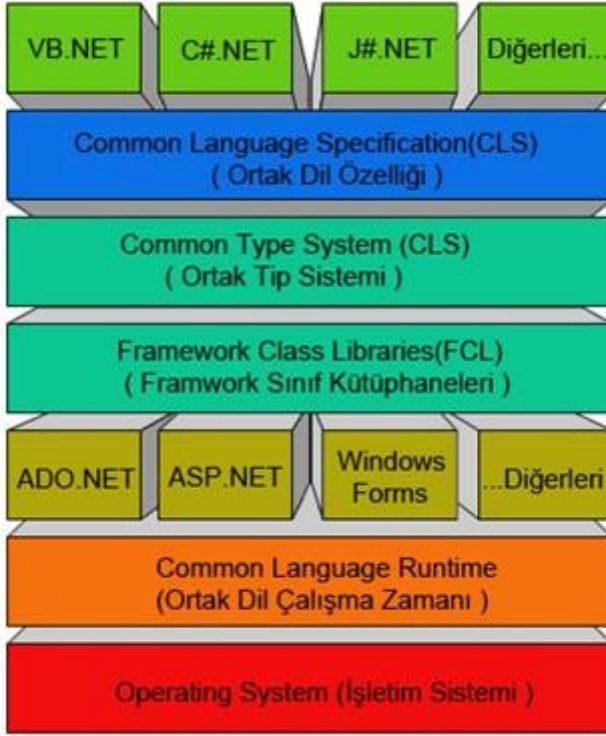 VB.NET
C#.NET
J#.NET
Diğerleri...
Common Language Specification(CLS)
( Ortak Dil Özelliği )
Common Type System (CLS)
( Ortak Tip Sistemi )
Framework Class Libraries(FCL)
( Framwork Sınıf Kütüphaneleri )
ADO.NET
ASP.NET
Windows
Forms
...Diğerleri
Common Language Runtime
(Ortak Dil Çalışma Zamanı )
Operating System (İşletim Sistemi )